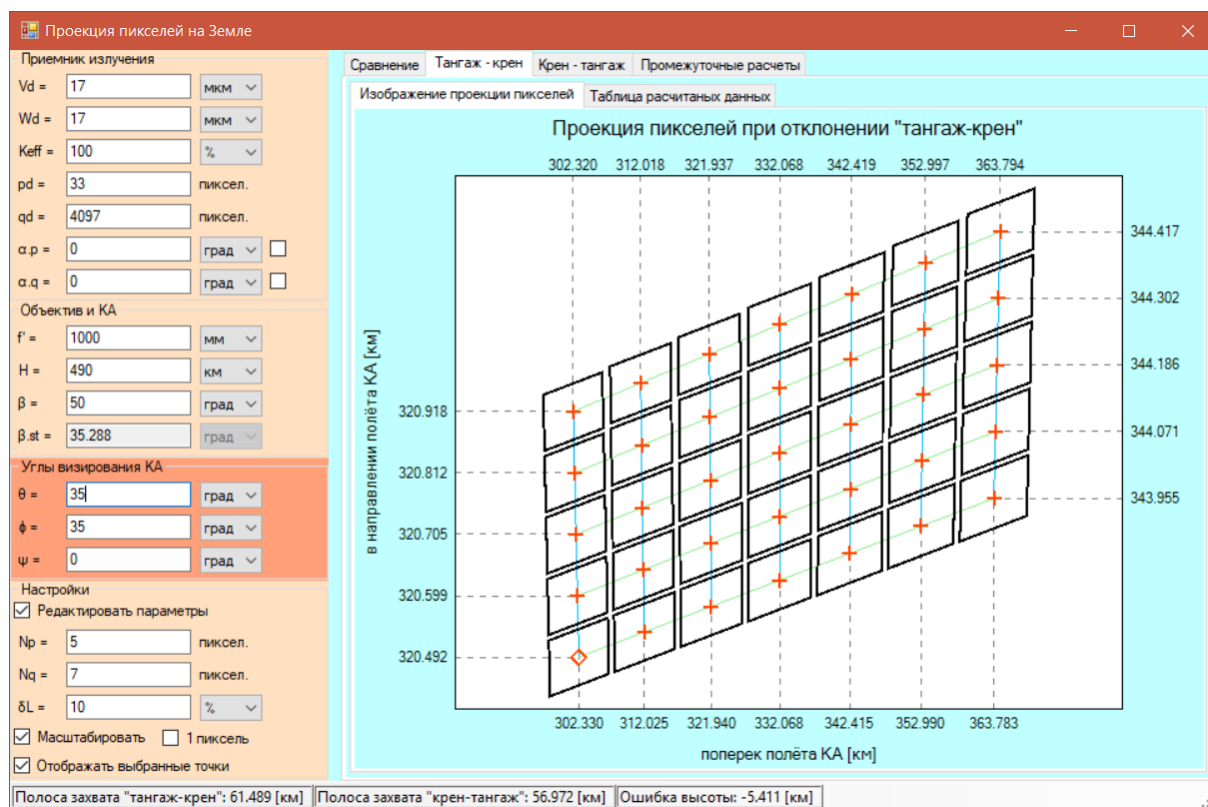 Проекция пикселей на Земле
Приемник излучения
Vd = 17 мкм
Wd = 17 мкм
Keff = 100 %
pd = 33 пиксел.
qd = 4097 пиксел.
α.p = 0 град
α.q = 0 град
Объектив и КА
f' = 1000 мм
H = 490 км
β = 50 град
β.st = 35.288 град
Углы визирования КА
θ = 35 град
ϕ = 35 град
ψ = 0 град
Настройки
Редактировать параметры
Np = 5 пиксел.
Nq = 7 пиксел.
δL = 10 %
Масштабировать 1 пиксель
Отображать выбранные точки
Сравнение Тангаж - крен Крен - тангаж Промежуточные расчеты
Изображение проекции пикселей Таблица расчитаных данных
Проекция пикселей при отклонении "тангаж-крен"
302.320 312.018 321.937 332.068 342.419 352.997 363.794
344.417
344.302
344.186
344.071
343.955
в направлении полёта КА [км]
320.918
320.812
320.705
320.599
320.492
302.330 312.025 321.940 332.068 342.415 352.990 363.783
поперек полёта КА [км]
Полоса захвата "тангаж-крен": 61.489 [км] Полоса захвата "крен-тангаж": 56.972 [км] Ошибка высоты: -5.411 [км]